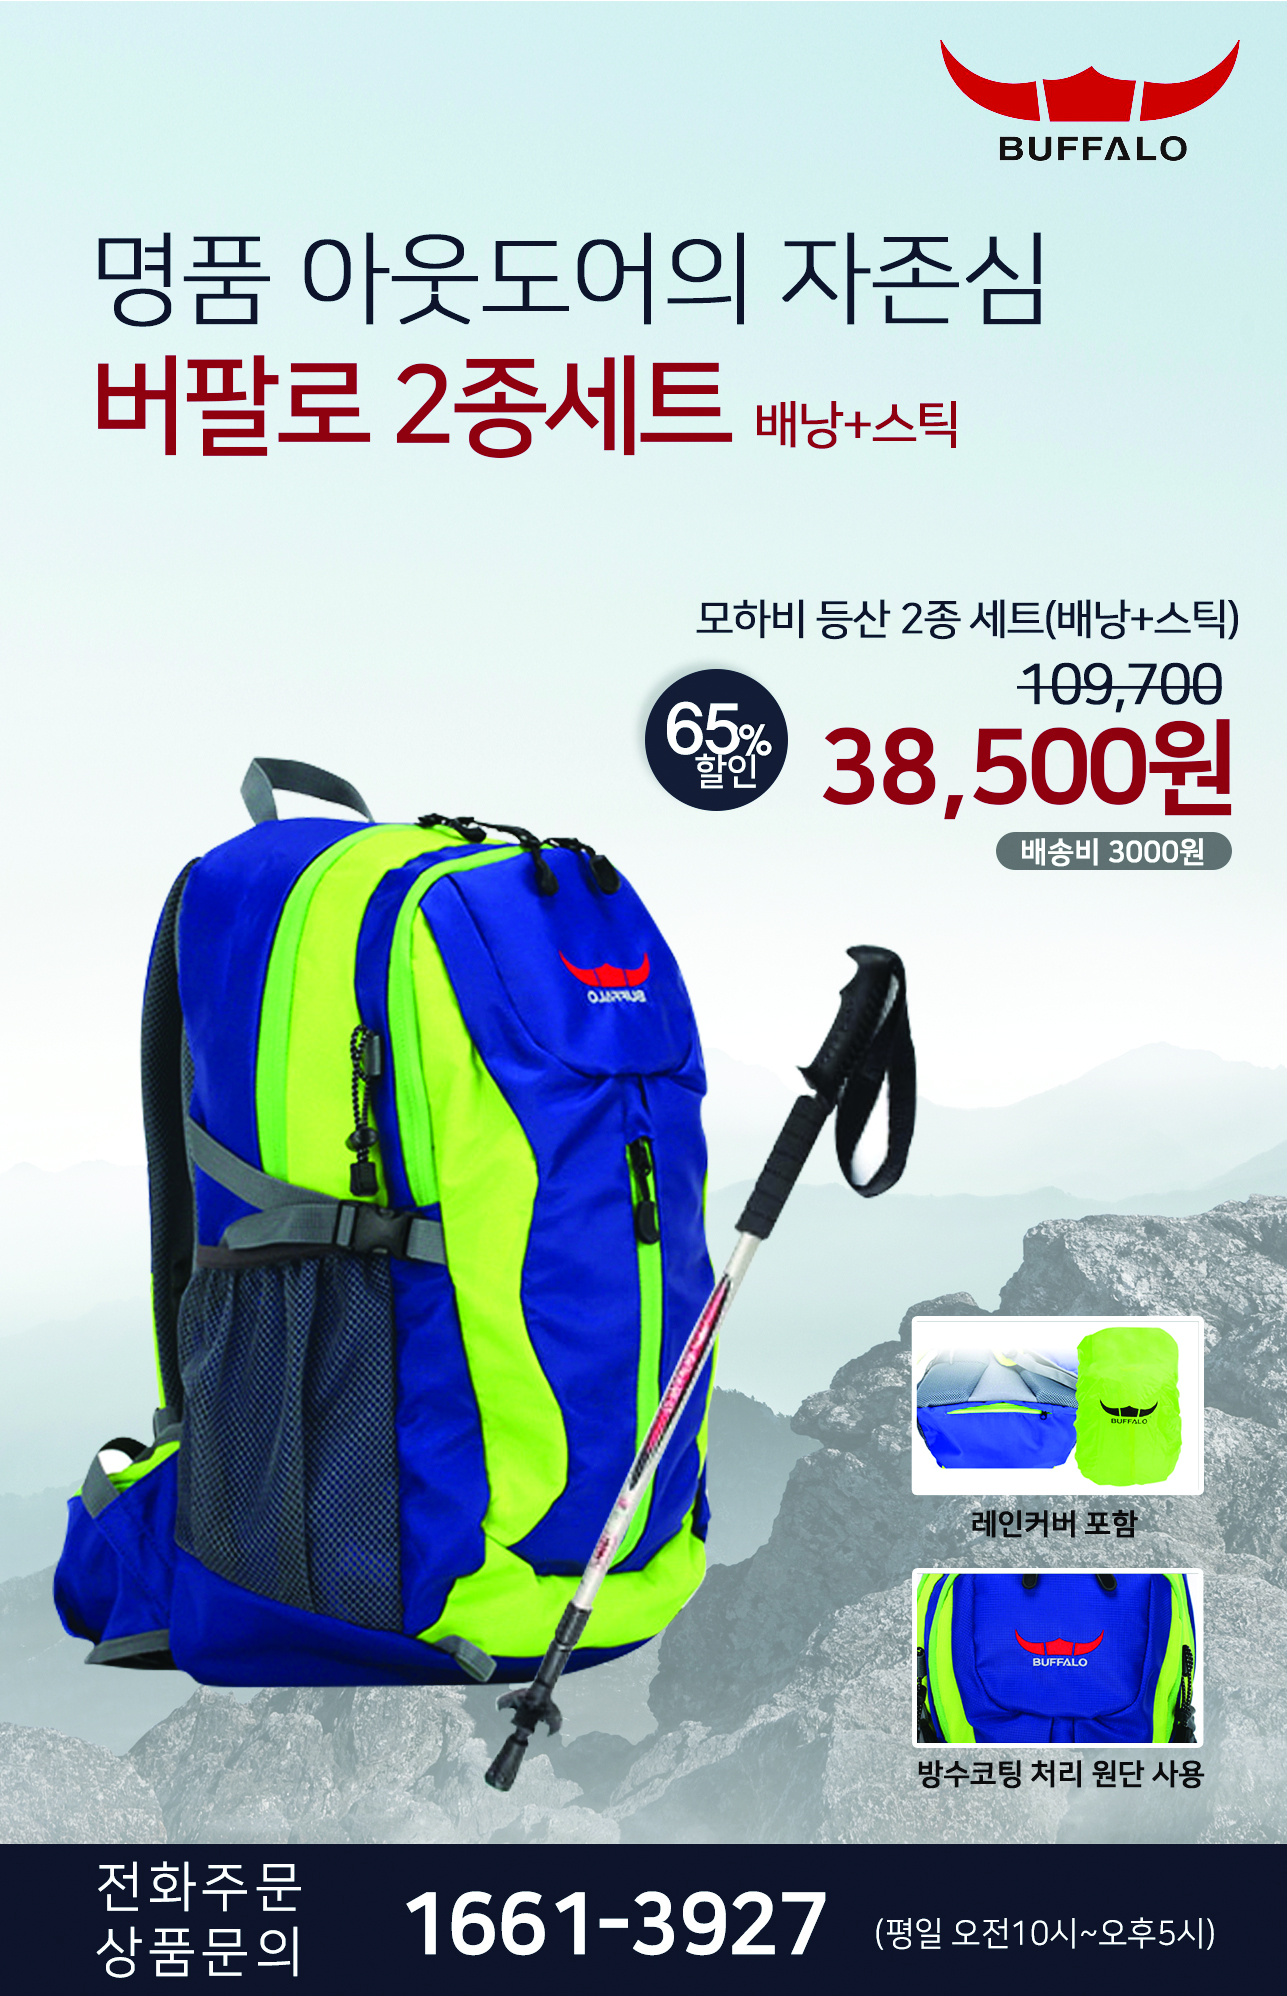 BUFFALO
명품 아웃도어의 자존심
버팔로 2종세트 배낭+스틱
모하비 등산 2종 세트(배낭+스틱)
109,700
65%
할인
38,500원
배송비 3000원
BUFFALO
BUFFALO
레인커버 포함
BUFFALO
방수코팅 처리 원단 사용
전화주문
상품문의
1661-3927
(평일 오전10시~오후5시)